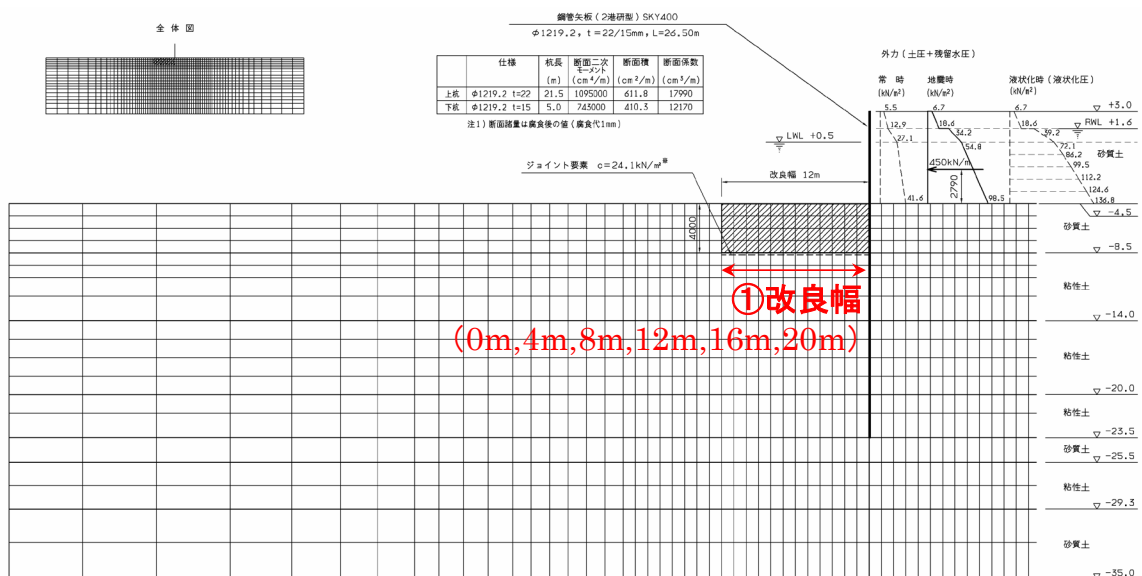 全体図
鋼管矢板(2港研型)SKY400
φ1219.2, t=22/15mm, L=26.50m
仕様 杭長 (m) 断面二次モーメント (cm⁴/m) 断面積 (cm²/m) 断面係数 (cm³/m)
上杭 φ1219.2 t=22 21.5 1095000 611.8 17990
下杭 φ1219.2 t=15 5.0 743000 410.3 12170
注1)断面諸量は腐食後の値(腐食代1mm)
外力(土圧+残留水圧)
常時 (kN/m²)
地震時 (kN/m²)
液状化時(液状化圧) (kN/m²)
5.5
12.9
27.1
41.6
6.7
18.6
34.2
54.8
98.5
450kN/m
2790
6.7
18.6
39.2
72.1
86.2
99.5
112.2
124.6
136.8
▽ +3.0
RWL +1.6
▽ LWL +0.5
砂質土
ジョイント要素 c=24.1kN/m²※
改良幅 12m
4000
▽ -4.5
砂質土
▽ -8.5
①改良幅
(0m,4m,8m,12m,16m,20m)
粘性土
▽ -14.0
粘性土
▽ -20.0
粘性土
▽ -23.5
砂質土
▽ -25.5
粘性土
▽ -29.3
砂質土
▽ -35.0